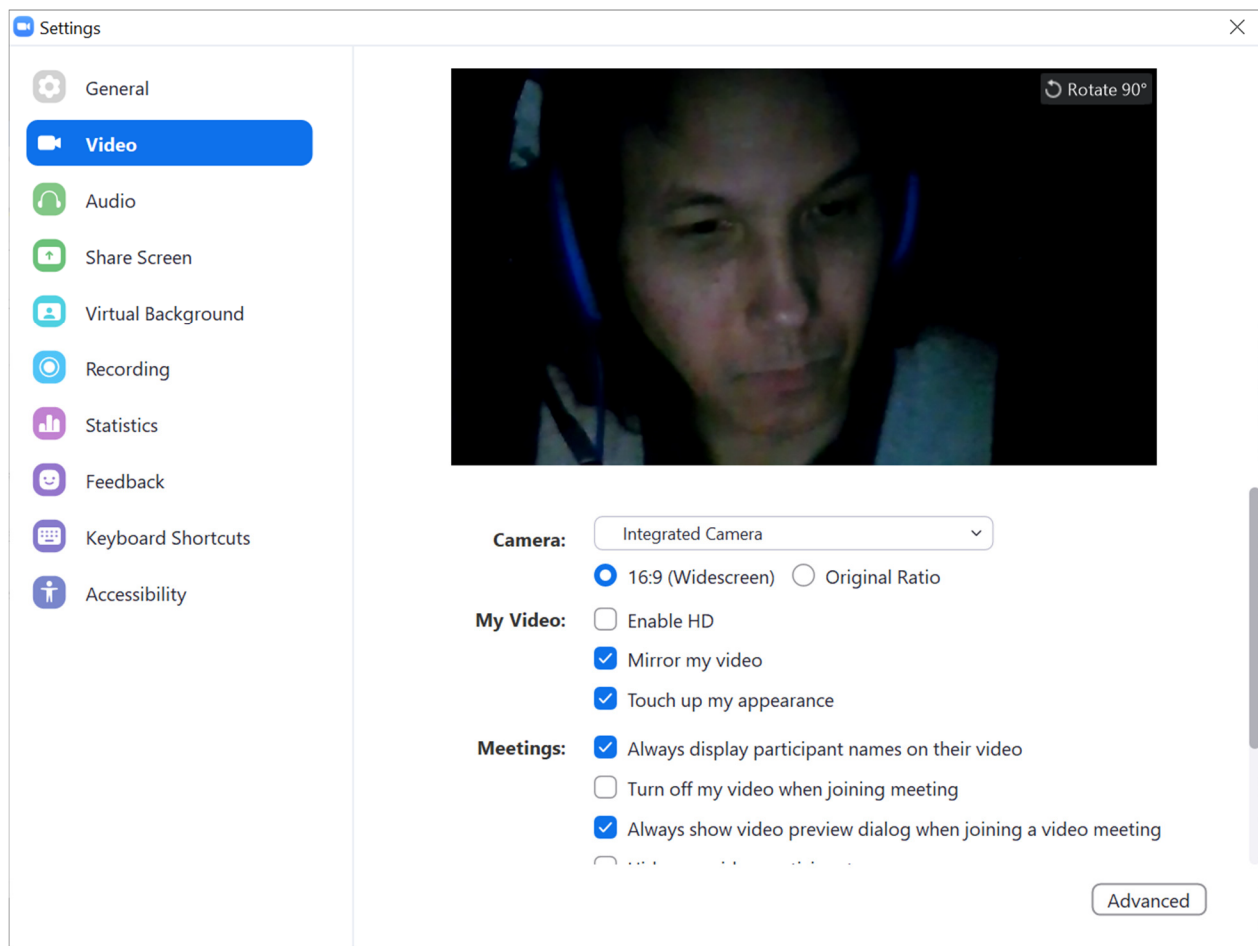 Settings
General
Video
Audio
Share Screen
Virtual Background
Recording
Statistics
Feedback
Keyboard Shortcuts
Accessibility
Rotate 90°
Camera: Integrated Camera
16:9 (Widescreen) Original Ratio
My Video: Enable HD
Mirror my video
Touch up my appearance
Meetings: Always display participant names on their video
Turn off my video when joining meeting
Always show video preview dialog when joining a video meeting
Advanced